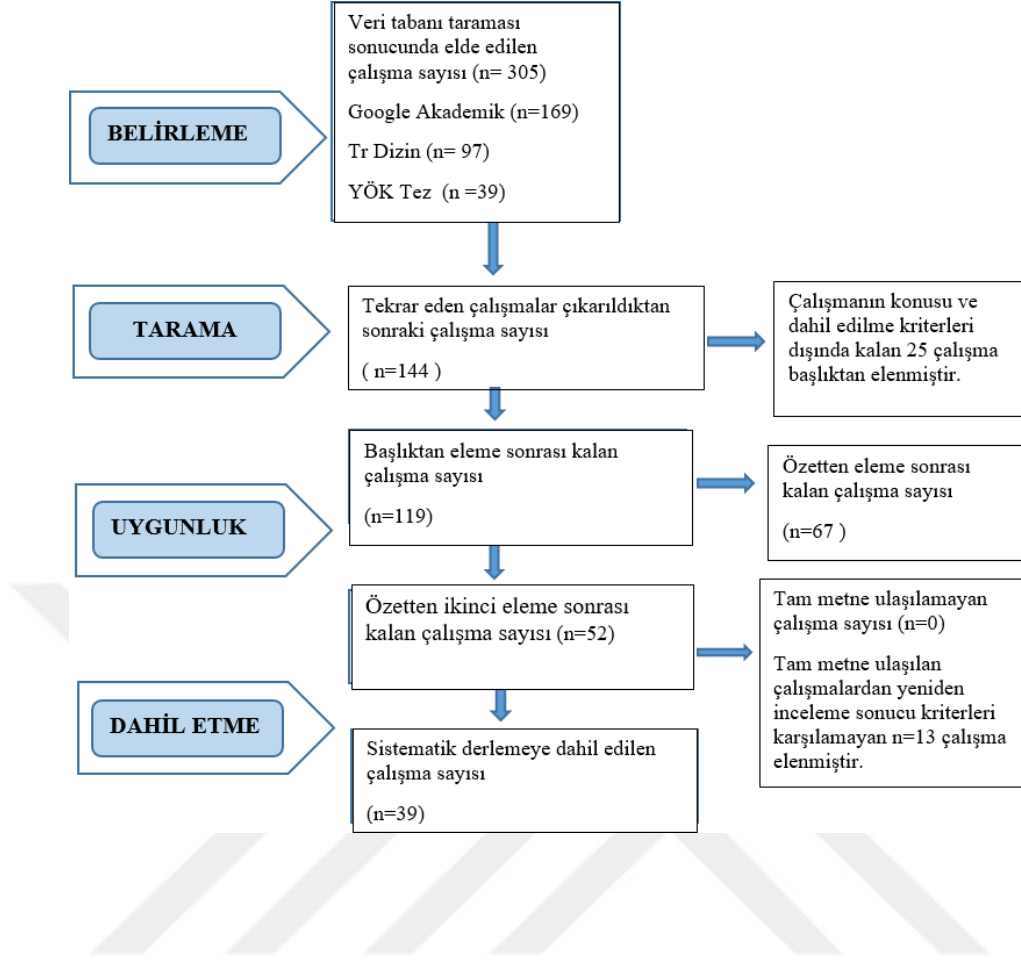 Veri tabanı taraması
sonucunda elde edilen
çalışma sayısı (n= 305)
Google Akademik (n=169)
Tr Dizin (n= 97)
YÖK Tez (n =39)
BELİRLEME
TARAMA
Tekrar eden çalışmalar çıkarıldıktan
sonraki çalışma sayısı
( n=144 )
Çalışmanın konusu ve
dahil edilme kriterleri
dışında kalan 25 çalışma
başlıktan elenmiştir.
Başlıktan eleme sonrası kalan
çalışma sayısı
(n=119)
Özetten eleme sonrası
kalan çalışma sayısı
(n=67 )
UYGUNLUK
Özetten ikinci eleme sonrası
kalan çalışma sayısı (n=52)
Tam metne ulaşılamayan
çalışma sayısı (n=0)
Tam metne ulaşılan
çalışmalardan yeniden
inceleme sonucu kriterleri
karşılamayan n=13 çalışma
elenmiştir.
DAHİL ETME
Sistematik derlemeye dahil edilen
çalışma sayısı
(n=39)